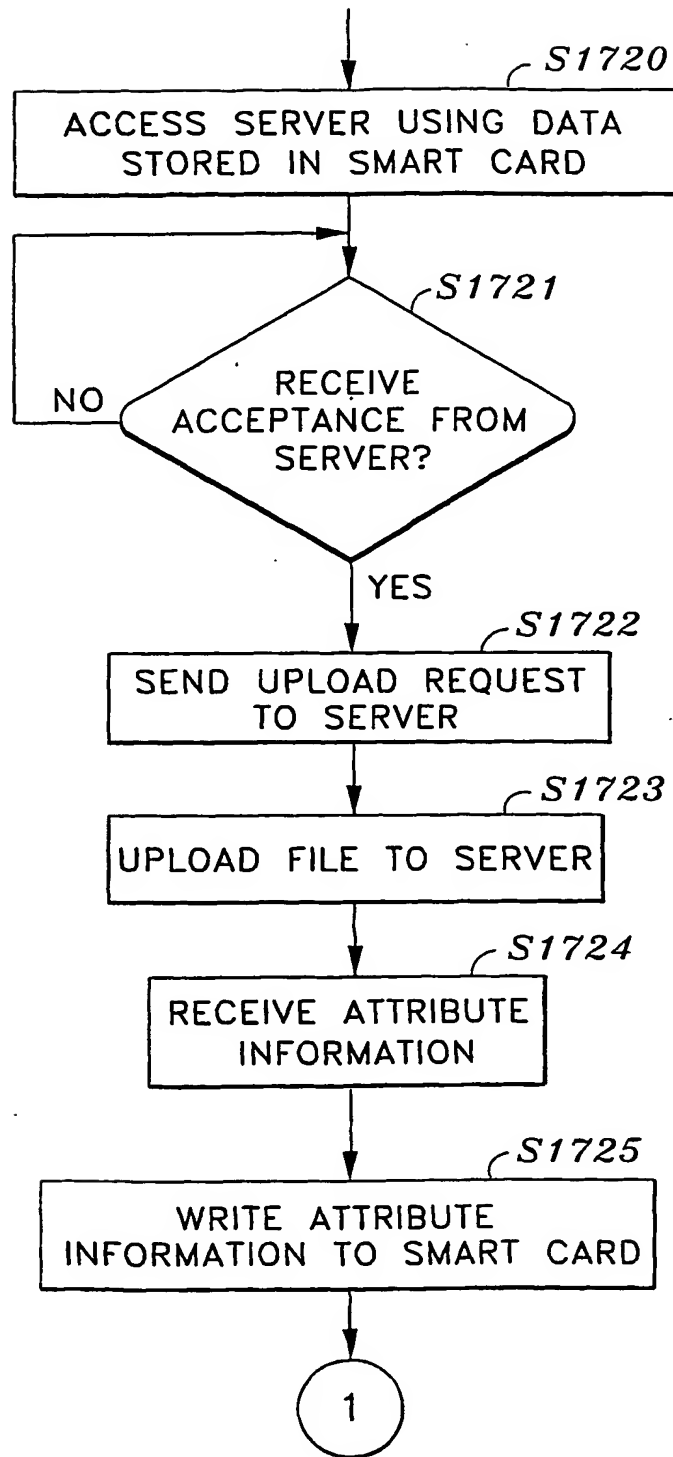 S1720
ACCESS SERVER USING DATA
STORED IN SMART CARD
S1721
RECEIVE
ACCEPTANCE FROM
SERVER?
NO
YES
S1722
SEND UPLOAD REQUEST
TO SERVER
S1723
UPLOAD FILE TO SERVER
S1724
RECEIVE ATTRIBUTE
INFORMATION
S1725
WRITE ATTRIBUTE
INFORMATION TO SMART CARD
1